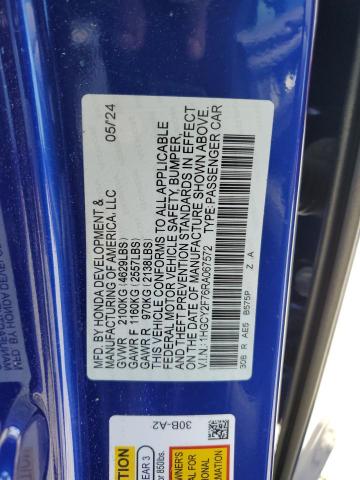 MFD. BY HONDA DEVELOPMENT &
MANUFACTURING OF AMERICA, LLC 05/24
GVWR 2100KG (4629LBS)
GAWR F 1160KG (2557LBS)
GAWR R 970KG (2138LBS)
THIS VEHICLE CONFORMS TO ALL APPLICABLE
FEDERAL MOTOR VEHICLE SAFETY, BUMPER,
AND THEFT PREVENTION STANDARDS IN EFFECT
ON THE DATE OF MANUFACTURE SHOWN ABOVE.
V.I.N.: 1HGCY2F76RA067572 TYPE: PASSENGER CAR
30B R AE5 B575P Z A
30B-A2